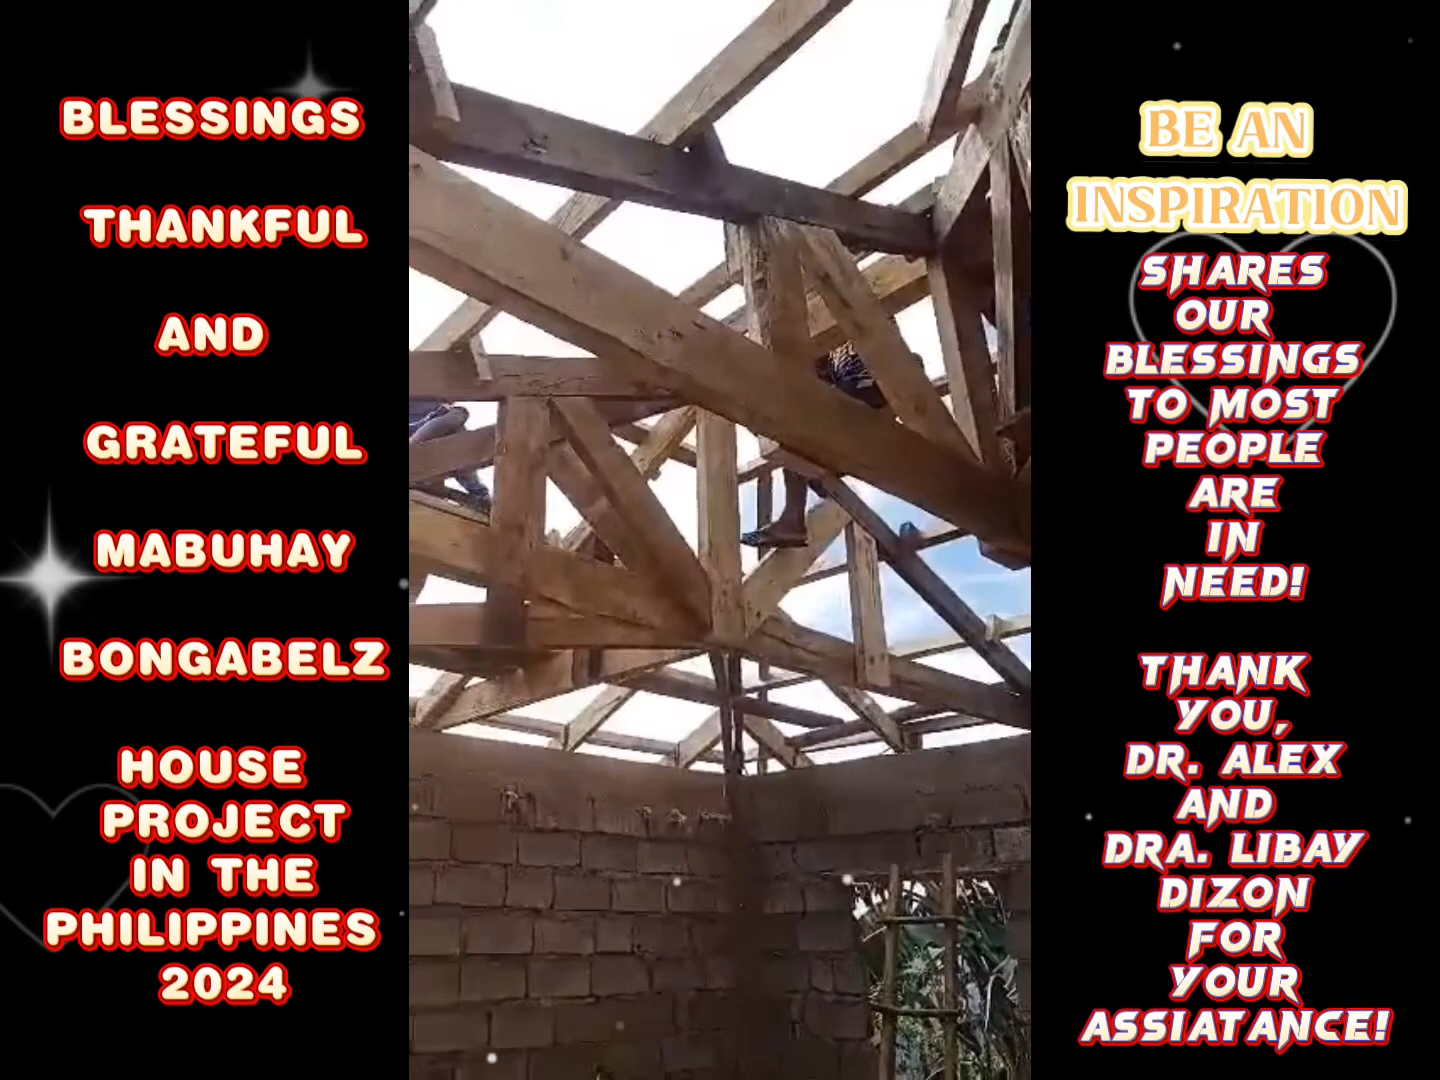 BLESSINGS
THANKFUL
AND
GRATEFUL
MABUHAY
BONGABELZ
HOUSE
PROJECT
IN THE
PHILIPPINES
2024
BE AN
INSPIRATION
SHARES
OUR
BLESSINGS
TO MOST
PEOPLE
ARE
IN
NEED!
THANK
YOU,
DR. ALEX
AND
DRA. LIBAY
DIZON
FOR
YOUR
ASSIATANCE!